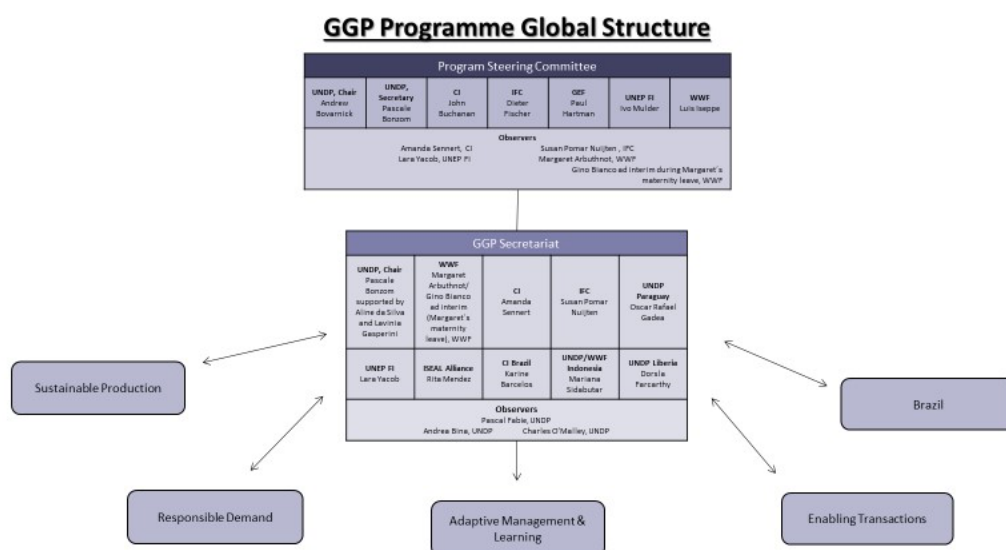 GGP Programme Global Structure
Program Steering Committee
UNDP, Chair
Andrew
Bovarnick
UNDP,
Secretary
Pascale
Bonzom
CI
John
Buchanan
IFC
Dieter
Fischer
GEF
Paul
Hartman
UNEP FI
Ivo Mulder
WWF
Luis Iseppe
Observers
Amanda Sennert, CI
Susan Pomar Nuijten , IFC
Lara Yacob, UNEP FI
Margaret Arbuthnot, WWF
Gino Bianco ad interim during Margaret's
maternity leave, WWF
GGP Secretariat
UNDP, Chair
Pascale
Bonzom
supported by
Aline da Silva
and Lavinia
Gasperini
WWF
Margaret
Arbuthnot/
Gino Bianco
ad interim
(Margaret's
maternity
leave), WWF
CI
Amanda
Sennert
IFC
Susan Pomar
Nuijten
UNDP
Paraguay
Oscar Rafael
Gadea
UNEP FI
Lara Yacob
ISEAL Alliance
Rita Mendez
CI Brazil
Karine
Barcelos
UNDP/WWF
Indonesia
Mariana
Sidabutar
UNDP Liberia
Dorsla
Farcarthy
Observers
Pascal Fabie, UNDP
Andrea Bina, UNDP
Charles O'Malley, UNDP
Sustainable Production
Brazil
Responsible Demand
Adaptive Management &
Learning
Enabling Transactions